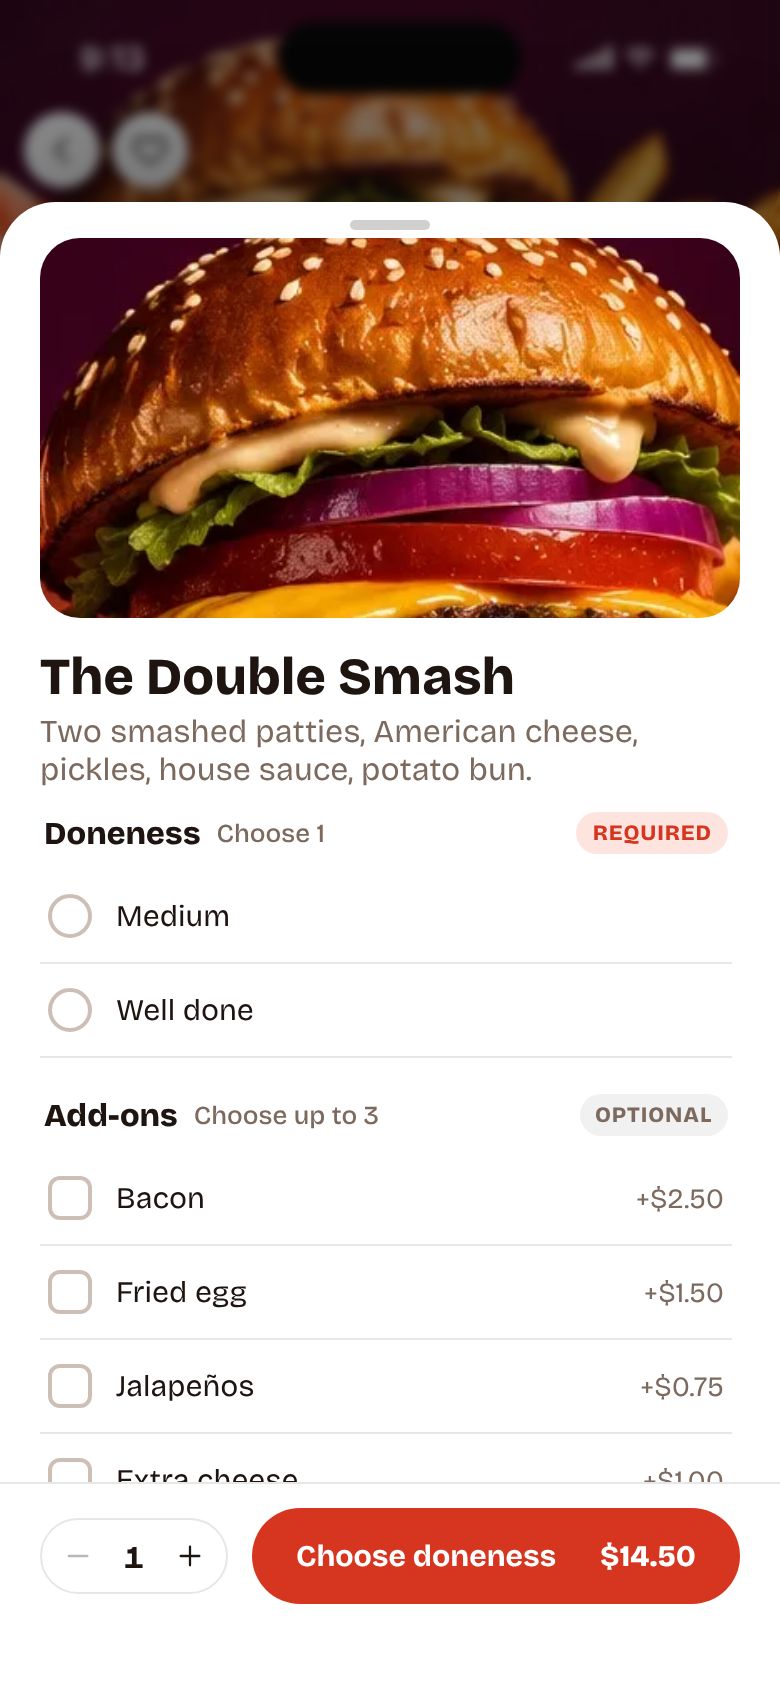 9:13
The Double Smash
Two smashed patties, American cheese,
pickles, house sauce, potato bun.
Doneness Choose 1 REQUIRED
Medium
Well done
Add-ons Choose up to 3 OPTIONAL
Bacon +$2.50
Fried egg +$1.50
Jalapeños +$0.75
Extra cheese +$1.00
1 Choose doneness $14.50